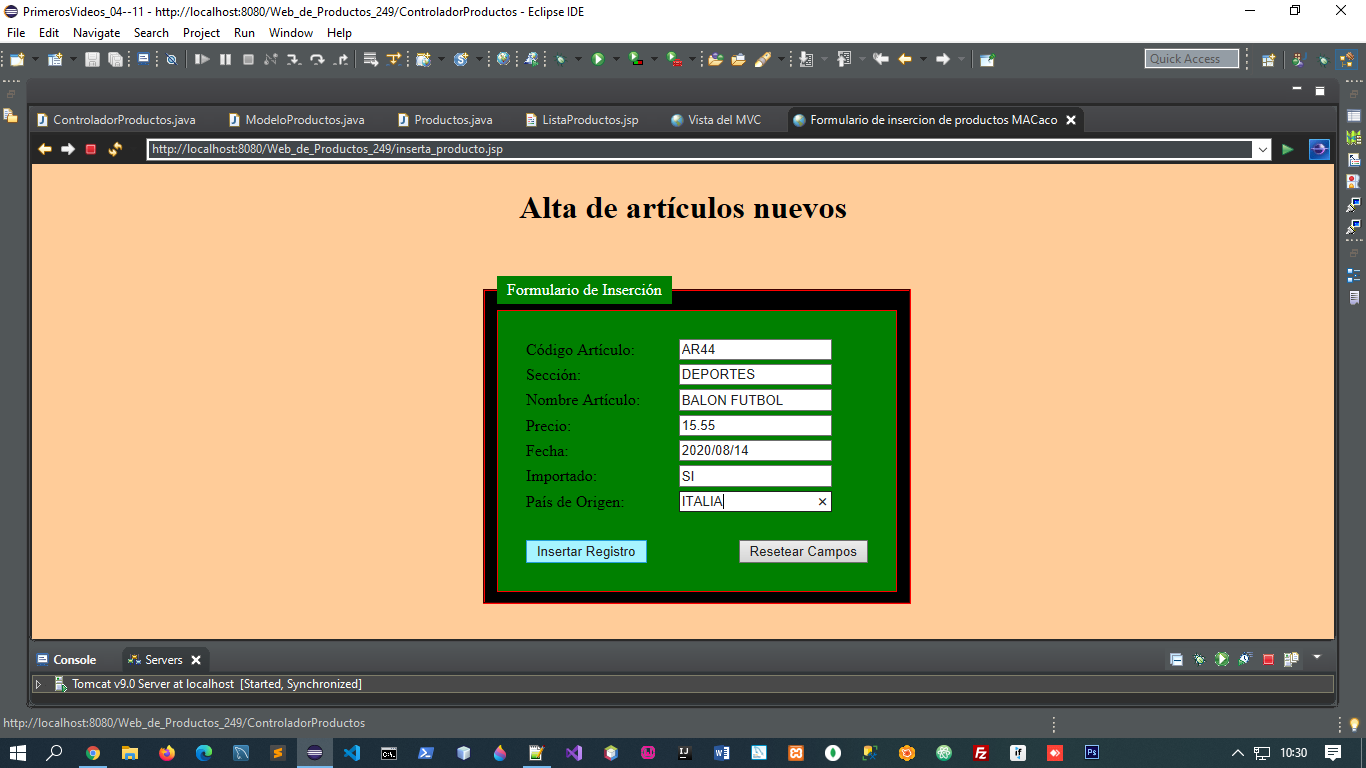 PrimerosVideos_04--11 - http://localhost:8080/Web_de_Productos_249/ControladorProductos - Eclipse IDE
File Edit Navigate Search Project Run Window Help
Quick Access
ControladorProductos.java ModeloProductos.java Productos.java ListaProductos.jsp Vista del MVC Formulario de insercion de productos MACaco
http://localhost:8080/Web_de_Productos_249/inserta_producto.jsp
Alta de artículos nuevos
Formulario de Inserción
Código Artículo: AR44
Sección: DEPORTES
Nombre Artículo: BALON FUTBOL
Precio: 15.55
Fecha: 2020/08/14
Importado: SI
País de Origen: ITALIA
Insertar Registro Resetear Campos
Console Servers
Tomcat v9.0 Server at localhost [Started, Synchronized]
http://localhost:8080/Web_de_Productos_249/ControladorProductos
10:30